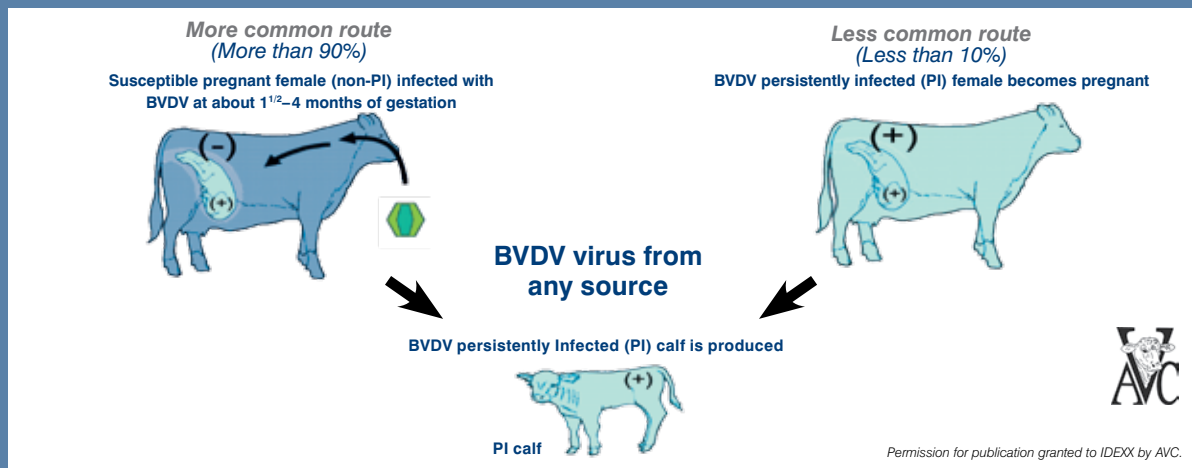 More common route
(More than 90%)
Susceptible pregnant female (non-PI) infected with
BVDV at about 1 1/2–4 months of gestation
Less common route
(Less than 10%)
BVDV persistently infected (PI) female becomes pregnant
(-)
(+)
(+)
(+)
BVDV virus from
any source
BVDV persistently Infected (PI) calf is produced
(+)
PI calf
AVC
Permission for publication granted to IDEXX by AVC.